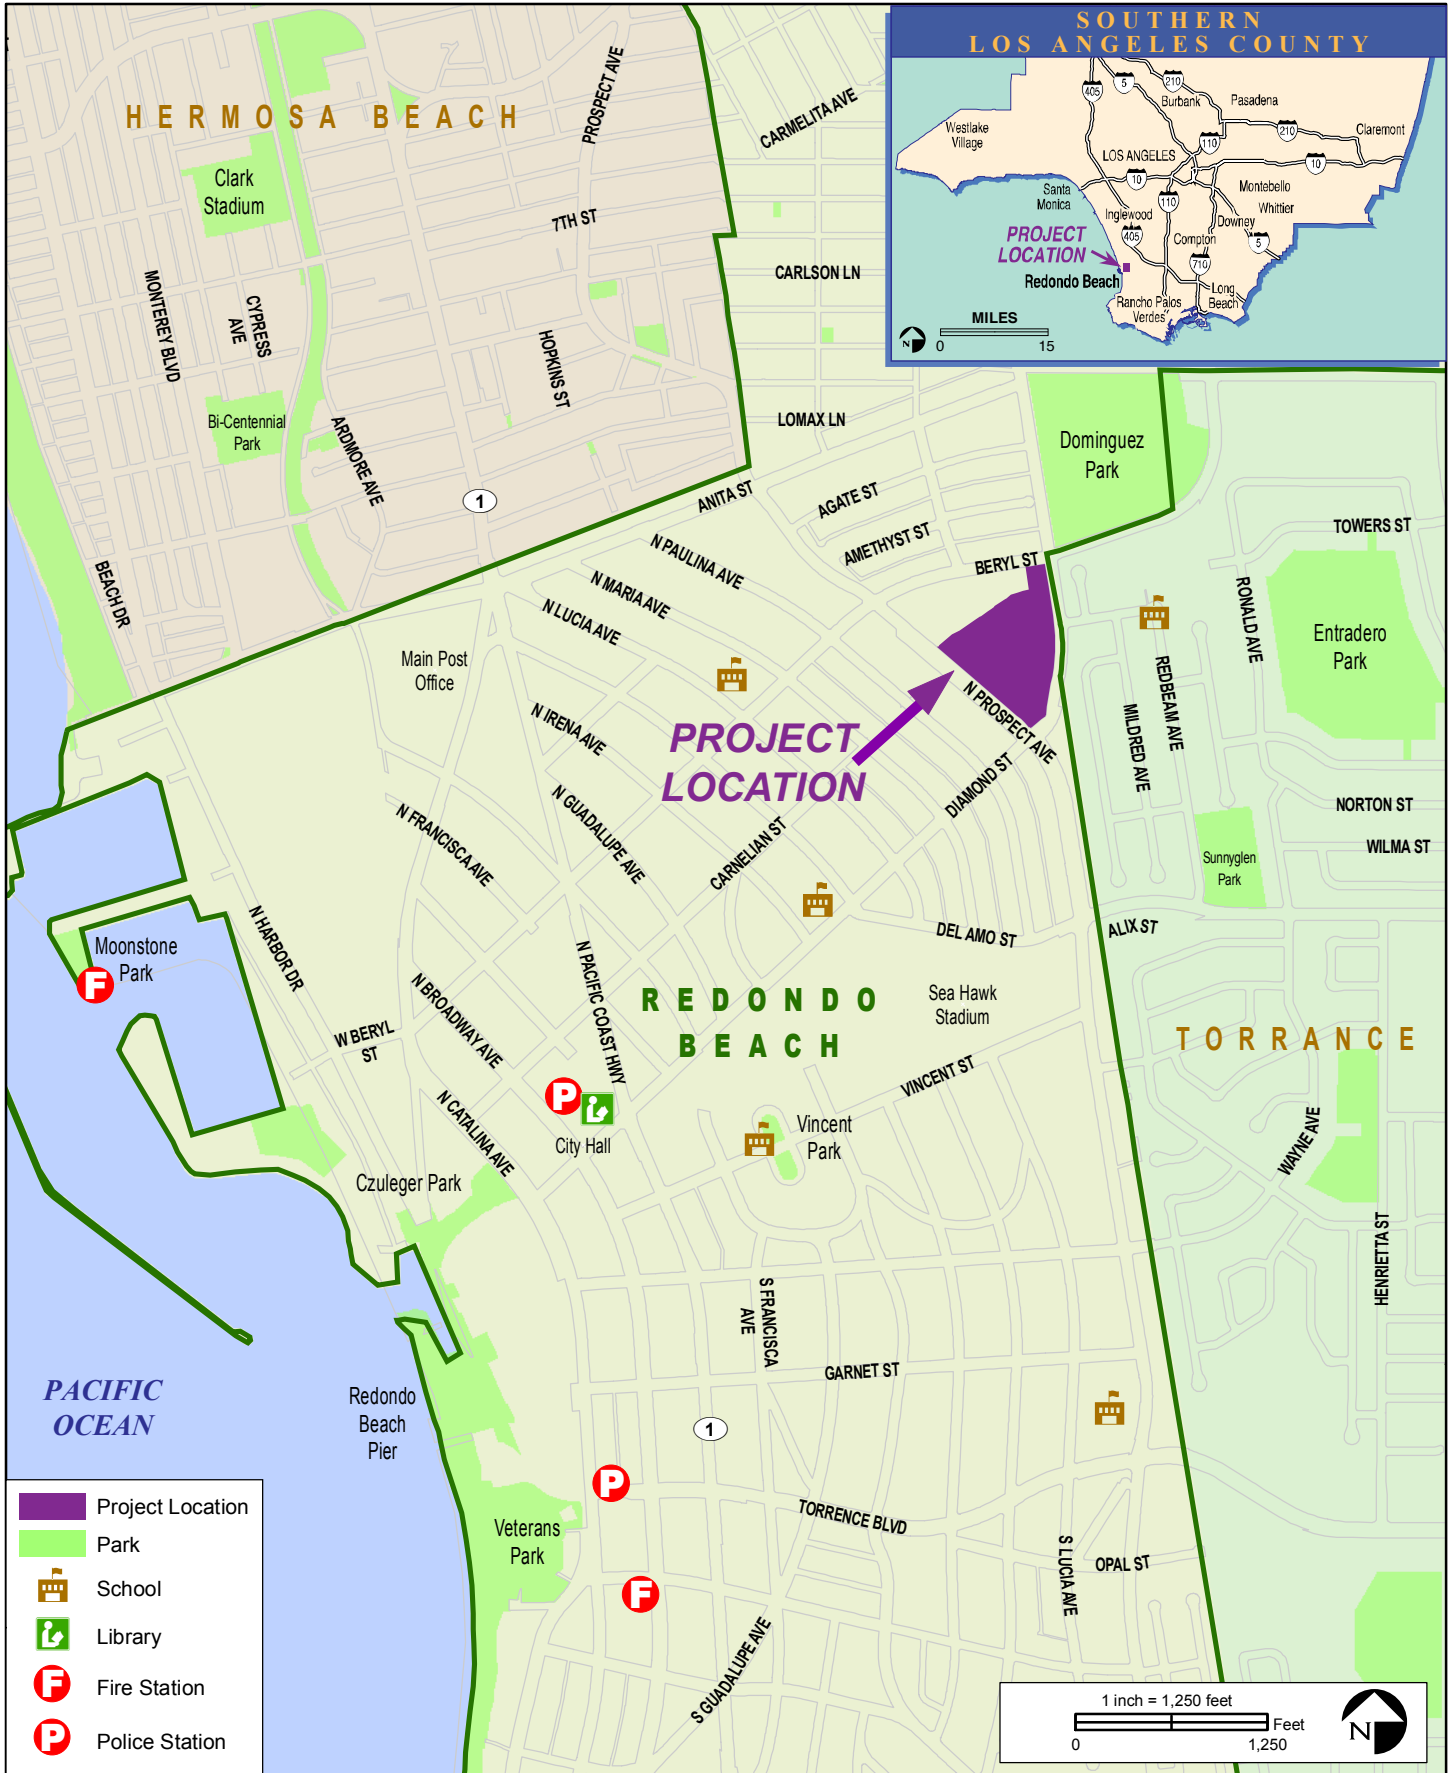 SOUTHERN
LOS ANGELES COUNTY
405
5
210
Burbank
Pasadena
Westlake
Village
110
210
Claremont
LOS ANGELES
10
10
Santa
Monica
110
Montebello
Whittier
Inglewood
Downey
405
Compton
5
PROJECT
LOCATION
710
Redondo Beach
Long
Beach
Rancho Palos
Verdes
MILES
N
0
15
HERMOSA BEACH
PROSPECT AVE
CARMELITA AVE
Clark
Stadium
7TH ST
CARLSON LN
MONTEREY BLVD
CYPRESS
AVE
HOPKINS ST
Bi-Centennial
Park
ARDMORE AVE
LOMAX LN
Dominguez
Park
1
ANITA ST
AGATE ST
AMETHYST ST
TOWERS ST
BEACH DR
N PAULINA AVE
BERYL ST
N MARIA AVE
N LUCIA AVE
RONALD AVE
Entradero
Park
Main Post
Office
N IRENA AVE
PROJECT
LOCATION
N PROSPECT AVE
REDBEAM AVE
MILDRED AVE
DIAMOND ST
N FRANCISCA AVE
N GUADALUPE AVE
CARNELIAN ST
NORTON ST
WILMA ST
Sunnyglen
Park
N HARBOR DR
DEL AMO ST
ALIX ST
Moonstone
Park
F
N PACIFIC COAST HWY
N BROADWAY AVE
REDONDO
BEACH
Sea Hawk
Stadium
TORRANCE
W BERYL
ST
VINCENT ST
P
City Hall
N CATALINA AVE
Vincent
Park
WAYNE AVE
Czuleger Park
HENRIETTA ST
S FRANCISCA
AVE
GARNET ST
PACIFIC
OCEAN
Redondo
Beach
Pier
1
P
TORRENCE BLVD
Veterans
Park
S LUCIA AVE
OPAL ST
F
S GUADALUPE AVE
Project Location
Park
School
Library
F
Fire Station
P
Police Station
1 inch = 1,250 feet
Feet
0
1,250
N